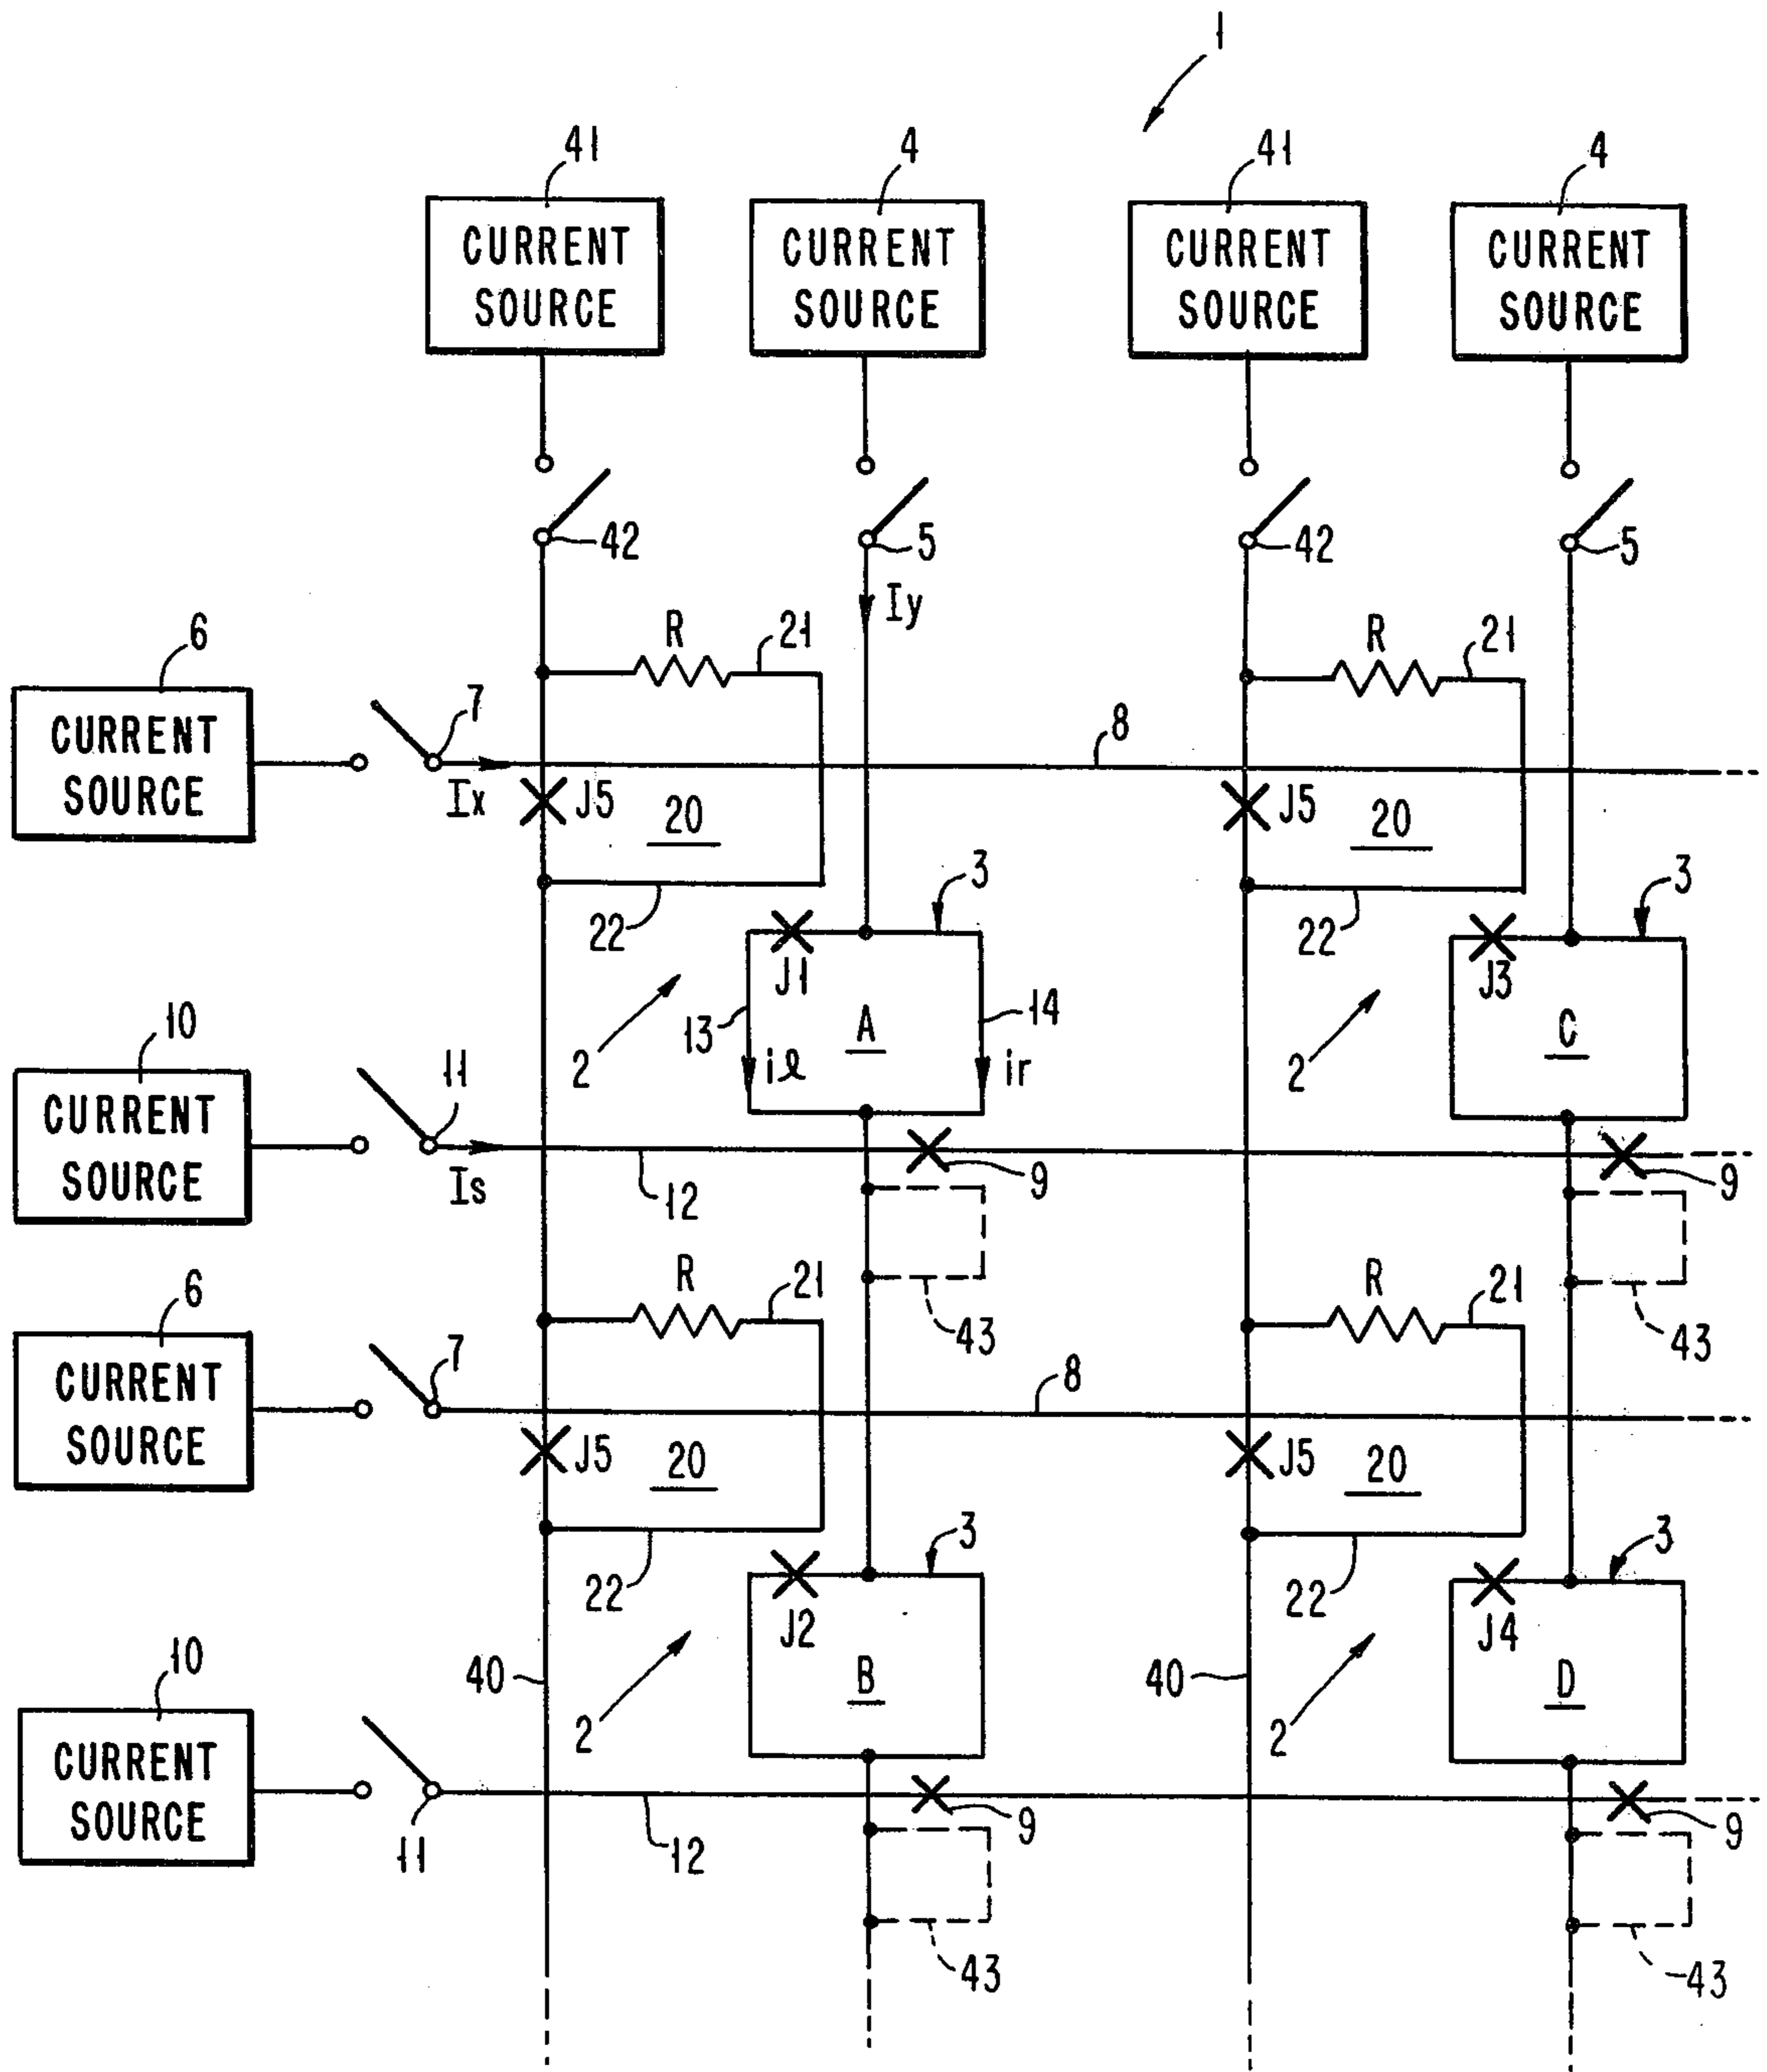 1
41
4
41
4
CURRENT
SOURCE
CURRENT
SOURCE
CURRENT
SOURCE
CURRENT
SOURCE
42
5
42
5
Iy
R
21
R
21
6
CURRENT
SOURCE
7
Ix
8
J5
20
J5
20
22
3
22
3
J1
J3
2
13
A
14
2
C
il
ir
10
CURRENT
SOURCE
11
Is
12
9
9
R
21
43
R
21
43
6
CURRENT
SOURCE
7
8
J5
20
J5
20
22
3
22
3
J2
J4
40
2
B
40
2
D
10
CURRENT
SOURCE
11
12
9
9
43
43